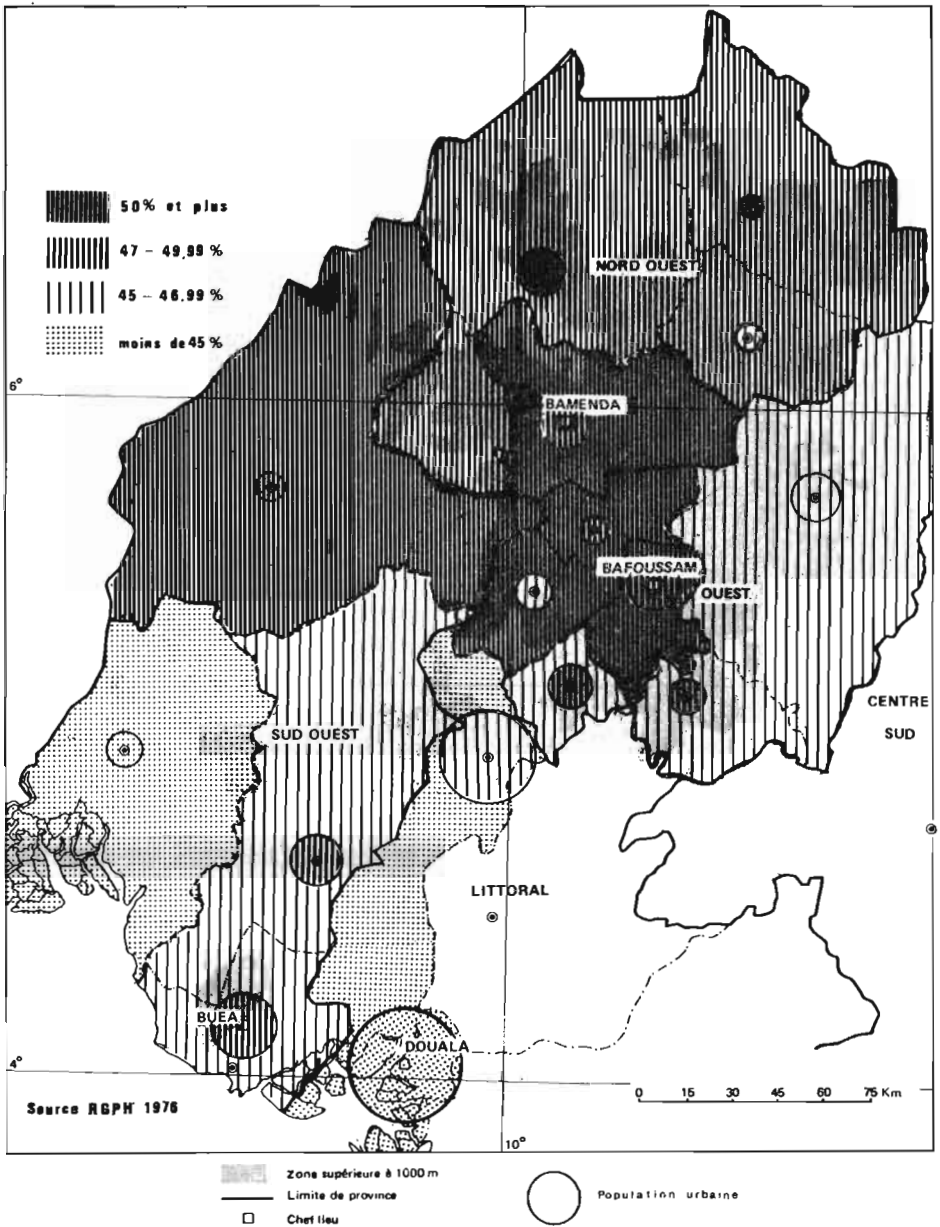 50% et plus
47 – 49,99 %
45 – 46,99 %
moins de 45 %
NORD OUEST
6°
BAMENDA
BAFOUSSAM
OUEST
CENTRE
SUD
SUD OUEST
LITTORAL
BUEA
DOUALA
4°
Source RGPH 1976
0 15 30 45 60 75 Km
10°
Zone supérieure à 1000 m
Limite de province
Chef lieu
Population urbaine